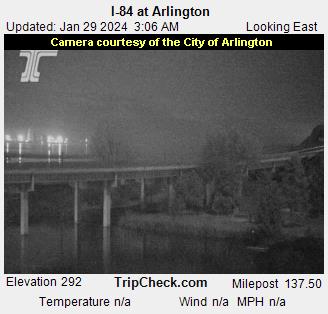 I-84 at Arlington
Updated: Jan 29 2024 3:06 AM Looking East
Camera courtesy of the City of Arlington
Elevation 292 TripCheck.com Milepost 137.50
Temperature n/a Wind n/a MPH n/a